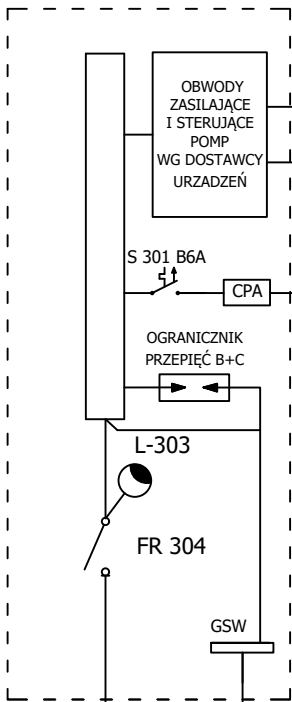 OBWODY
ZASILAJĄCE
I STERUJĄCE
POMP
WG DOSTAWCY
URZADZEŃ
S 301 B6A
CPA
OGRANICZNIK
PRZEPIĘĆ B+C
L-303
FR 304
GSW